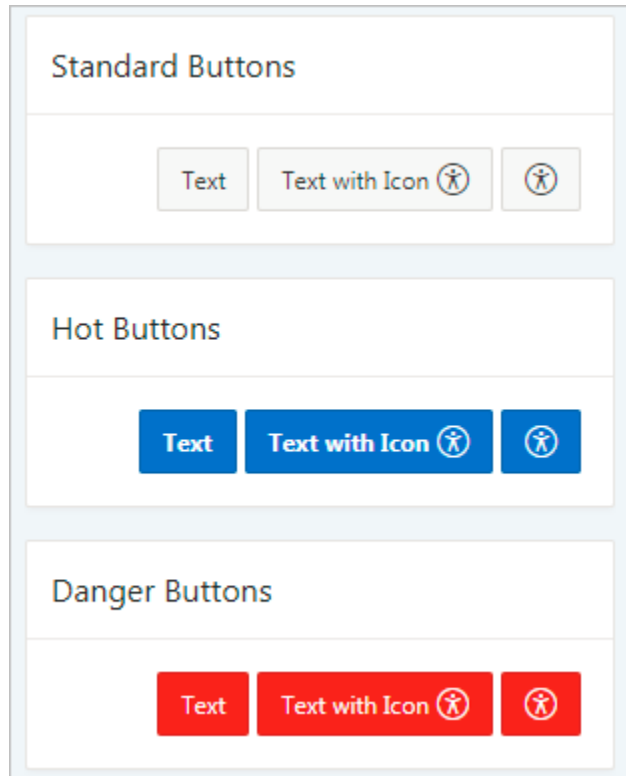 Standard Buttons
Text Text with Icon
Hot Buttons
Text Text with Icon
Danger Buttons
Text Text with Icon